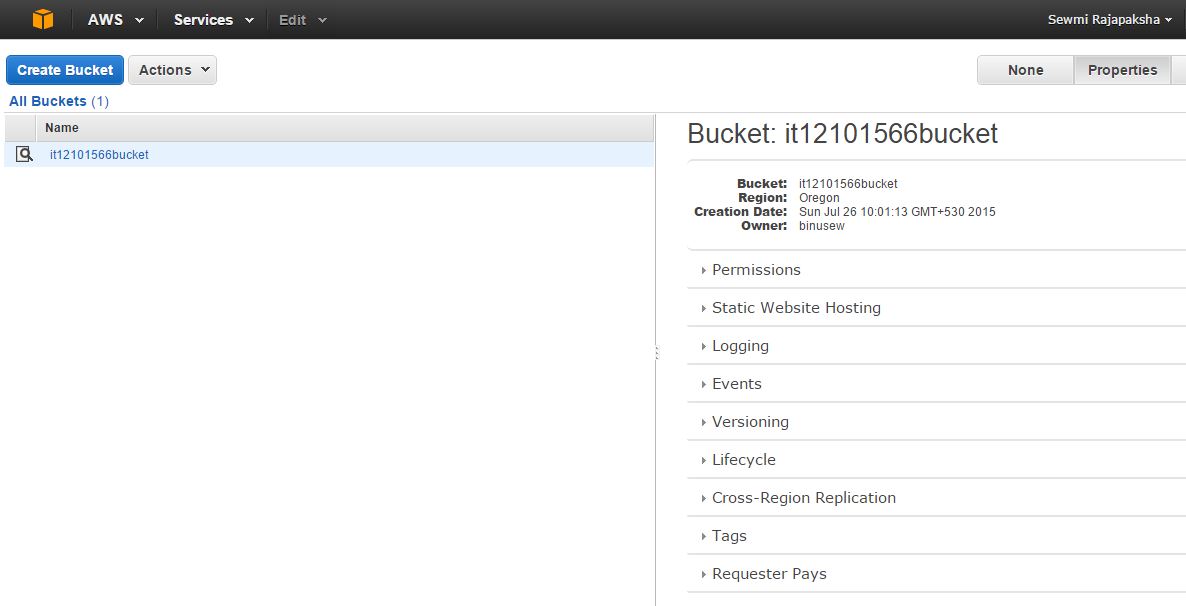 AWS Services Edit Sewmi Rajapaksha
Create Bucket Actions None Properties
All Buckets (1)
Name
it12101566bucket
Bucket: it12101566bucket
Bucket: it12101566bucket
Region: Oregon
Creation Date: Sun Jul 26 10:01:13 GMT+530 2015
Owner: binusew
Permissions
Static Website Hosting
Logging
Events
Versioning
Lifecycle
Cross-Region Replication
Tags
Requester Pays